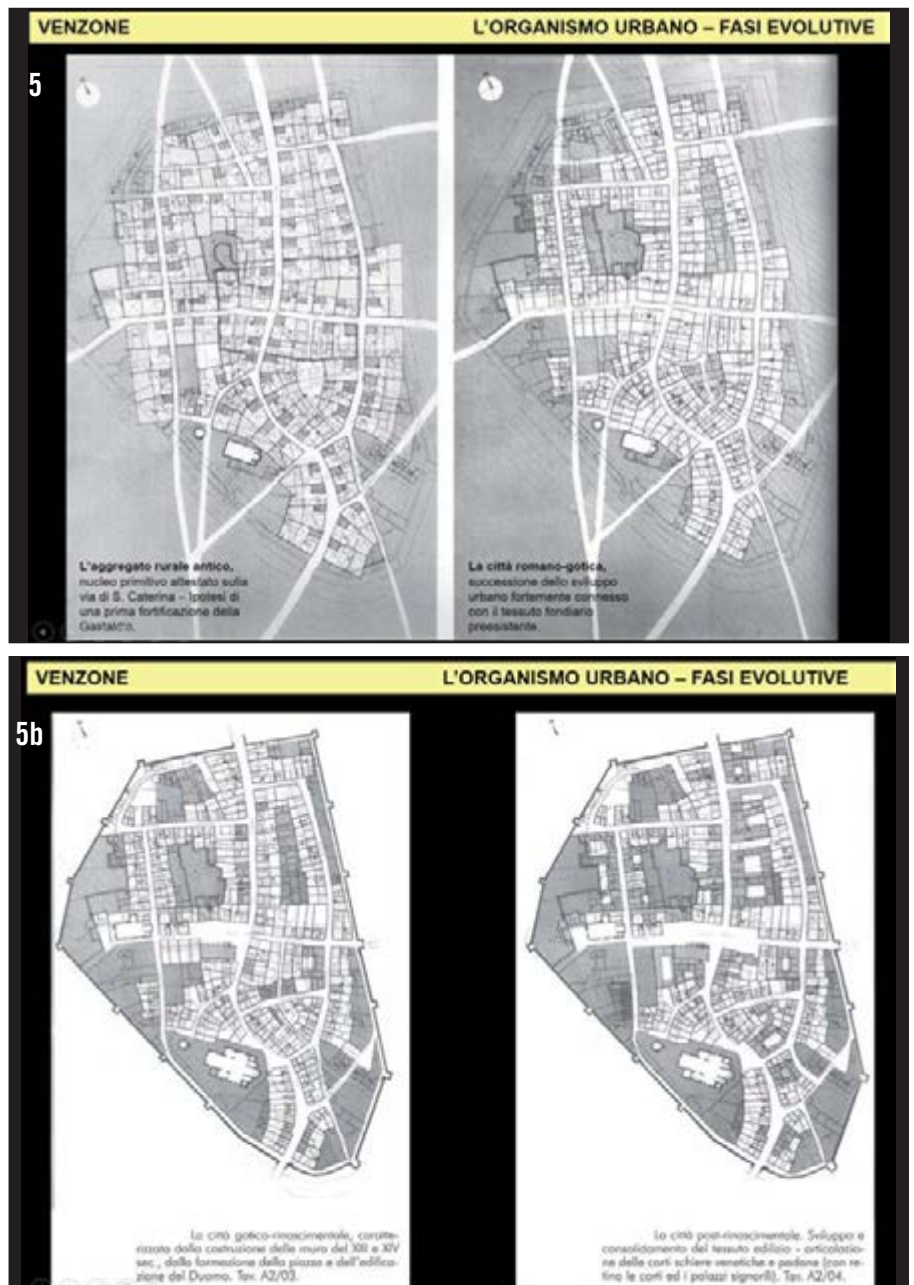 VENZONE
L'ORGANISMO URBANO – FASI EVOLUTIVE
5
L'aggregato rurale antico,
nucleo primitivo attestato sulla
via di S. Caterina – Ipotesi di
una prima fortificazione della
Gastaldia.
La città romano-gotica,
successione dello sviluppo
urbano fortemente connesso
con il tessuto fondiario
preesistente.
VENZONE
L'ORGANISMO URBANO – FASI EVOLUTIVE
5b
La città gotico-rinascimentale, caratte-
rizzata dalla costruzione delle mura del XIII e XIV
sec., dalla formazione della piazza e dell'edifica-
zione del Duomo. Tav. A2/03.
La città post-rinascimentale. Sviluppo e
consolidamento del tessuto edilizio - articolazio-
ne delle corti schiere venetiche e padane (con re-
tino le corti ed i palazzi signorili). Tav. A2/04